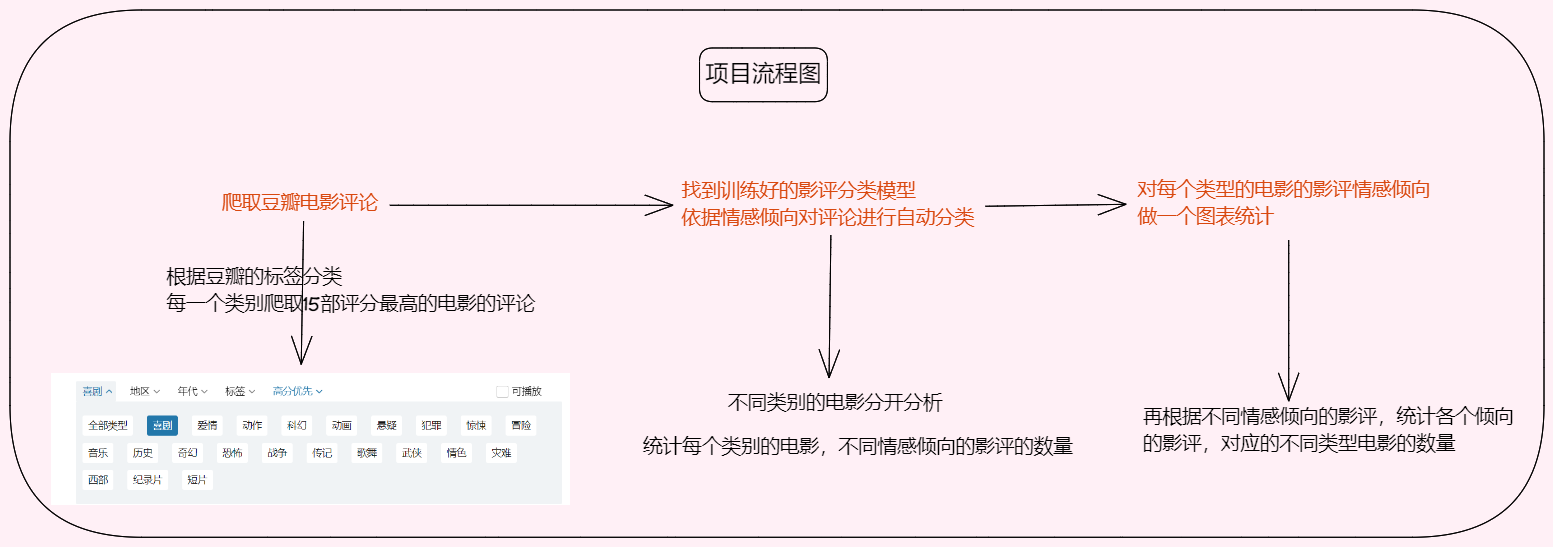 项目流程图
爬取豆瓣电影评论
找到训练好的影评分类模型
依据情感倾向对评论进行自动分类
对每个类型的电影的影评情感倾向
做一个图表统计
根据豆瓣的标签分类
每一个类别爬取15部评分最高的电影的评论
喜剧 地区 年代 标签 高分优先 可播放
全部类型 喜剧 爱情 动作 科幻 动画 悬疑 犯罪 惊悚 冒险
音乐 历史 奇幻 恐怖 战争 传记 歌舞 武侠 情色 灾难
西部 纪录片 短片
不同类别的电影分开分析
统计每个类别的电影，不同情感倾向的影评的数量
再根据不同情感倾向的影评，统计各个倾向
的影评，对应的不同类型电影的数量